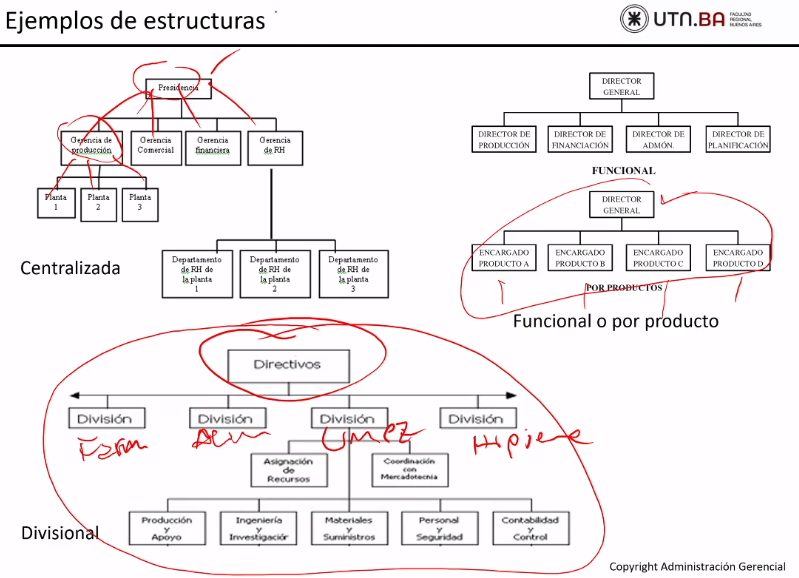 Ejemplos de estructuras
UTN.BA
FACULTAD
REGIONAL
BUENOS AIRES
Presidencia
Gerencia de
producción
Gerencia
Comercial
Gerencia
financiera
Gerencia
de RH
Planta
1
Planta
2
Planta
3
Departamento
de RH de
la planta
1
Departamento
de RH de
la planta
2
Departamento
de RH de
la planta
3
Centralizada
DIRECTOR
GENERAL
DIRECTOR DE
PRODUCCIÓN
DIRECTOR DE
FINANCIACIÓN
DIRECTOR DE
ADMÓN.
DIRECTOR DE
PLANIFICACIÓN
FUNCIONAL
DIRECTOR
GENERAL
ENCARGADO
PRODUCTO A
ENCARGADO
PRODUCTO B
ENCARGADO
PRODUCTO C
ENCARGADO
PRODUCTO D
POR PRODUCTOS
Funcional o por producto
Directivos
División
División
División
División
Farm
Hipiene
Asignación
de
Recursos
Coordinación
con
Mercadotecnia
Producción
y
Apoyo
Ingeniería
y
Investigaciór
Materiales
y
Suministros
Personal
y
Seguridad
Contabilidad
y
Control
Divisional
Copyright Administración Gerencial